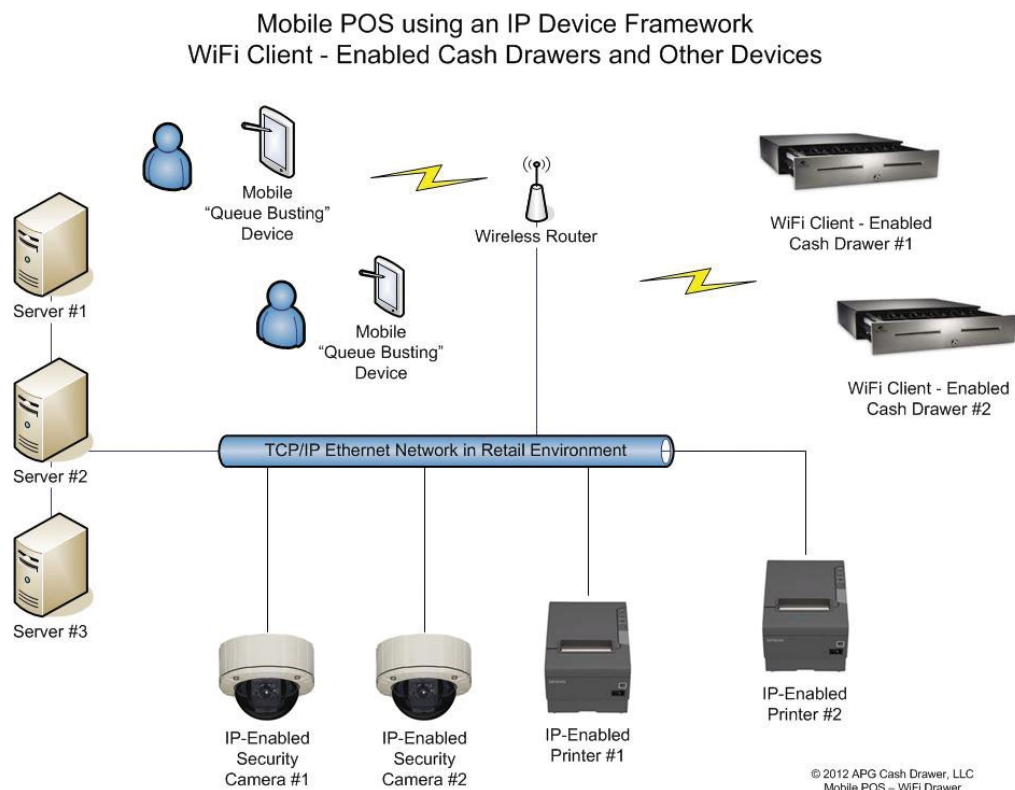 Mobile POS using an IP Device Framework
WiFi Client - Enabled Cash Drawers and Other Devices
Mobile
"Queue Busting"
Device
Wireless Router
WiFi Client - Enabled
Cash Drawer #1
Server #1
Mobile
"Queue Busting"
Device
WiFi Client - Enabled
Cash Drawer #2
Server #2
TCP/IP Ethernet Network in Retail Environment
Server #3
IP-Enabled
Security
Camera #1
IP-Enabled
Security
Camera #2
IP-Enabled
Printer #1
IP-Enabled
Printer #2
© 2012 APG Cash Drawer, LLC
Mobile POS – WiFi Drawer